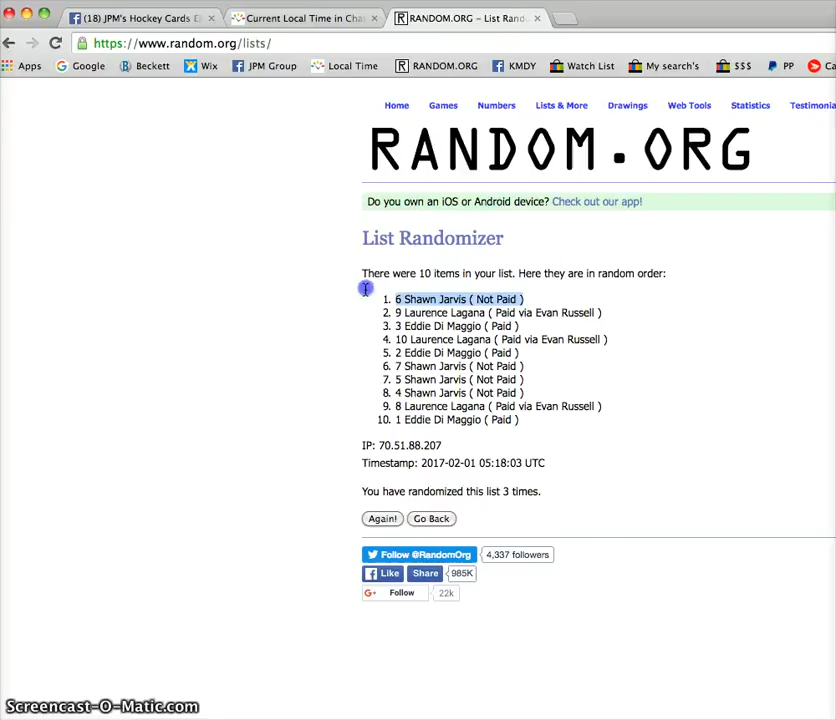 (18) JPM's Hockey Cards
Current Local Time in Cha
RANDOM.ORG – List Rand
https://www.random.org/lists/
Apps Google Beckett Wix JPM Group Local Time RANDOM.ORG KMDY Watch List My search's $$$ PP
Home Games Numbers Lists & More Drawings Web Tools Statistics Testimonia
RANDOM.ORG
Do you own an iOS or Android device? Check out our app!
List Randomizer
There were 10 items in your list. Here they are in random order:
1. 6 Shawn Jarvis ( Not Paid )
2. 9 Laurence Lagana ( Paid via Evan Russell )
3. 3 Eddie Di Maggio ( Paid )
4. 10 Laurence Lagana ( Paid via Evan Russell )
5. 2 Eddie Di Maggio ( Paid )
6. 7 Shawn Jarvis ( Not Paid )
7. 5 Shawn Jarvis ( Not Paid )
8. 4 Shawn Jarvis ( Not Paid )
9. 8 Laurence Lagana ( Paid via Evan Russell )
10. 1 Eddie Di Maggio ( Paid )
IP: 70.51.88.207
Timestamp: 2017-02-01 05:18:03 UTC
You have randomized this list 3 times.
Again! Go Back
Follow @RandomOrg 4,337 followers
Like Share 985K
G+ Follow 22k
Screencast-O-Matic.com